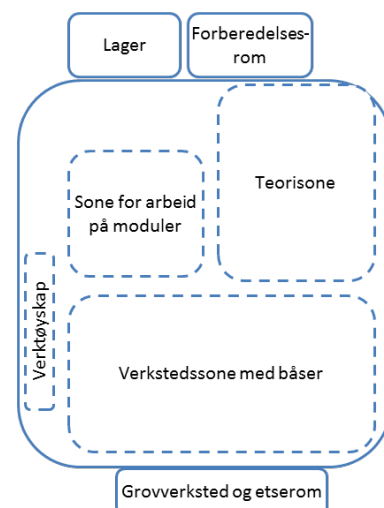 Lager
Forberedelses-
rom
Teorisone
Sone for arbeid
på moduler
Verktøyskap
Verkstedssone med båser
Grovverksted og etserom